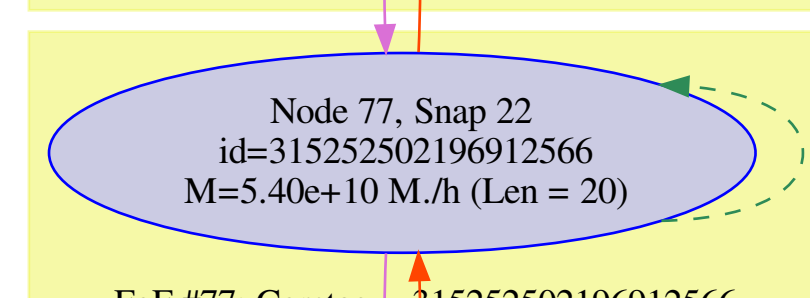 Node 77, Snap 22
id=315252502196912566
M=5.40e+10 M./h (Len = 20)